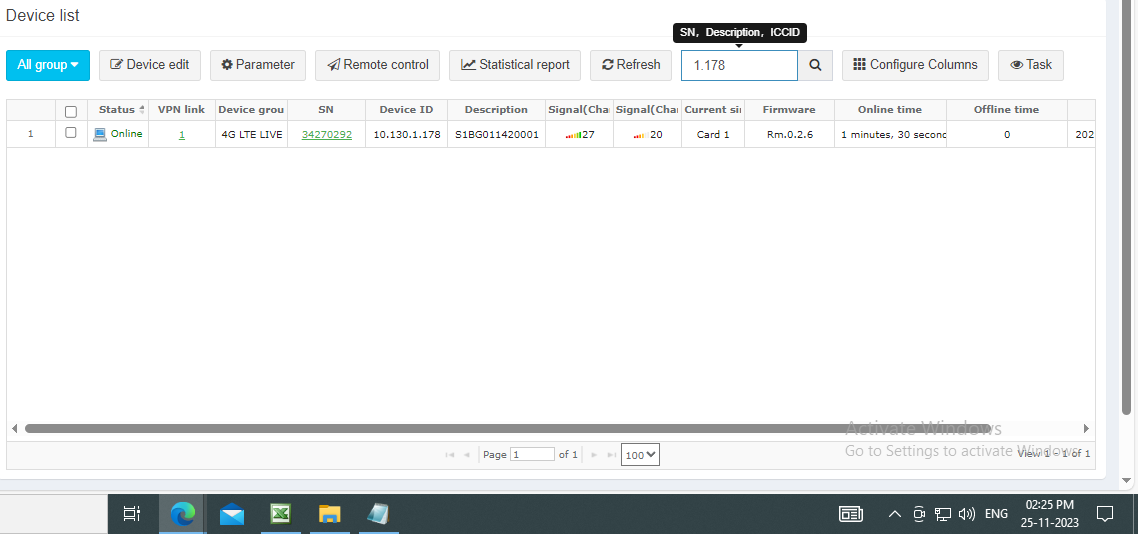 Device list
SN, Description, ICCID
All group Device edit Parameter Remote control Statistical report Refresh 1.178 Configure Columns Task
Status VPN link Device grou SN Device ID Description Signal(Cha Signal(Cha Current si Firmware Online time Offline time
1 Online 1 4G LTE LIVE 34270292 10.130.1.178 S1BG011420001 27 20 Card 1 Rm.0.2.6 1 minutes, 30 second 0 202
Activate Windows
Go to Settings to activate Windows.
Page 1 of 1 100 View 1 - 1 of 1
ENG 02:25 PM
25-11-2023